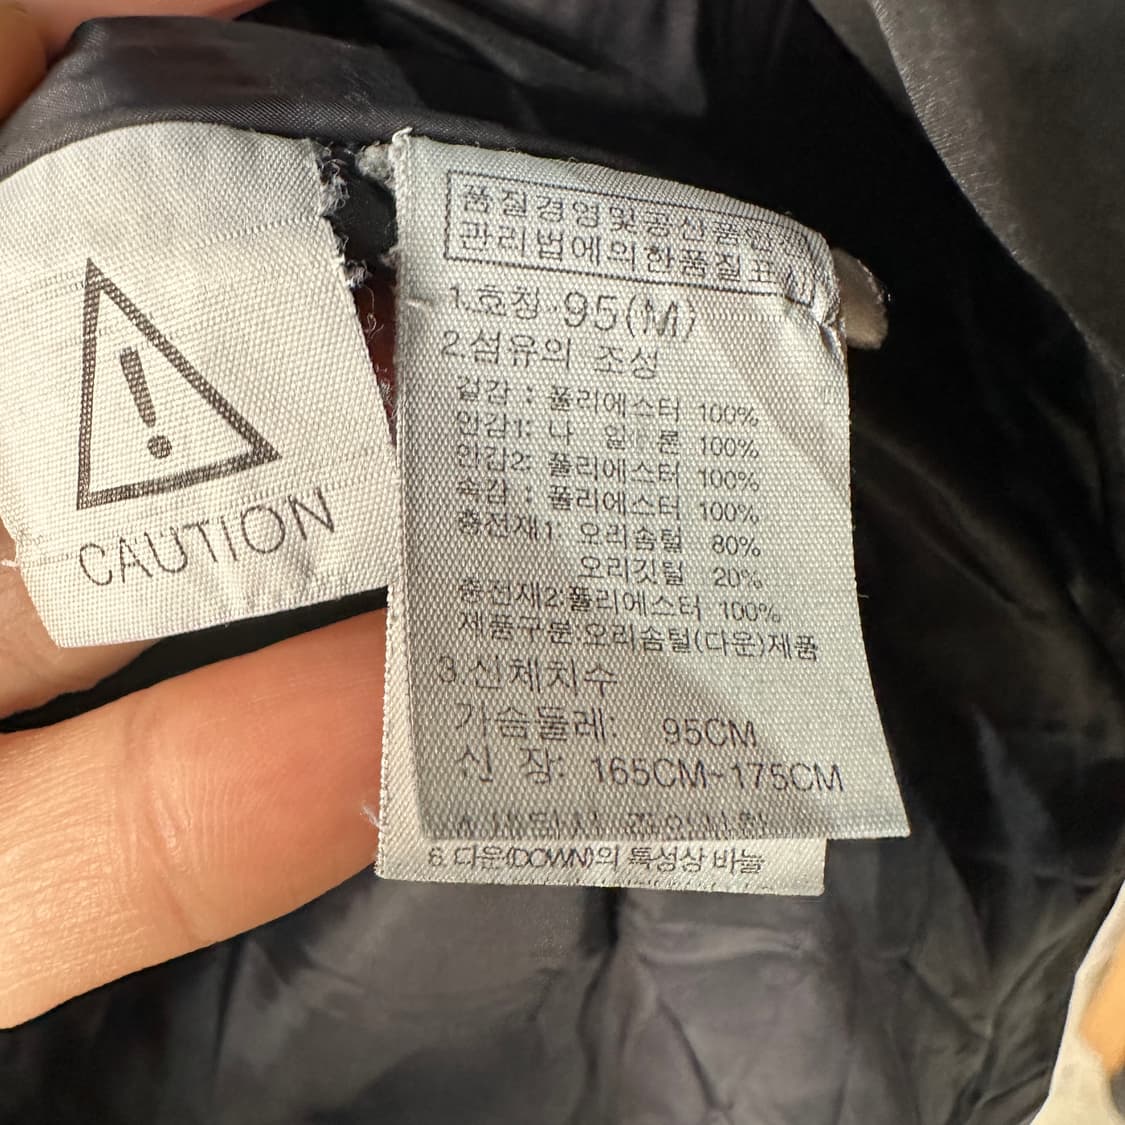 CAUTION
품질경영및공산품안전
관리법에의한품질표시
1.호칭:95(M)
2.섬유의 조성
겉감 : 폴리에스터 100%
안감1: 나 일 론 100%
안감2: 폴리에스터 100%
속감 : 폴리에스터 100%
충전재1 오리솜털 80%
오리깃털 20%
충전재2:폴리에스터 100%
제품구분:오리솜털(다운)제품
3.신체치수
가슴둘레: 95CM
신 장: 165CM~175CM
6.다운(DOWN)의 특성상 바늘